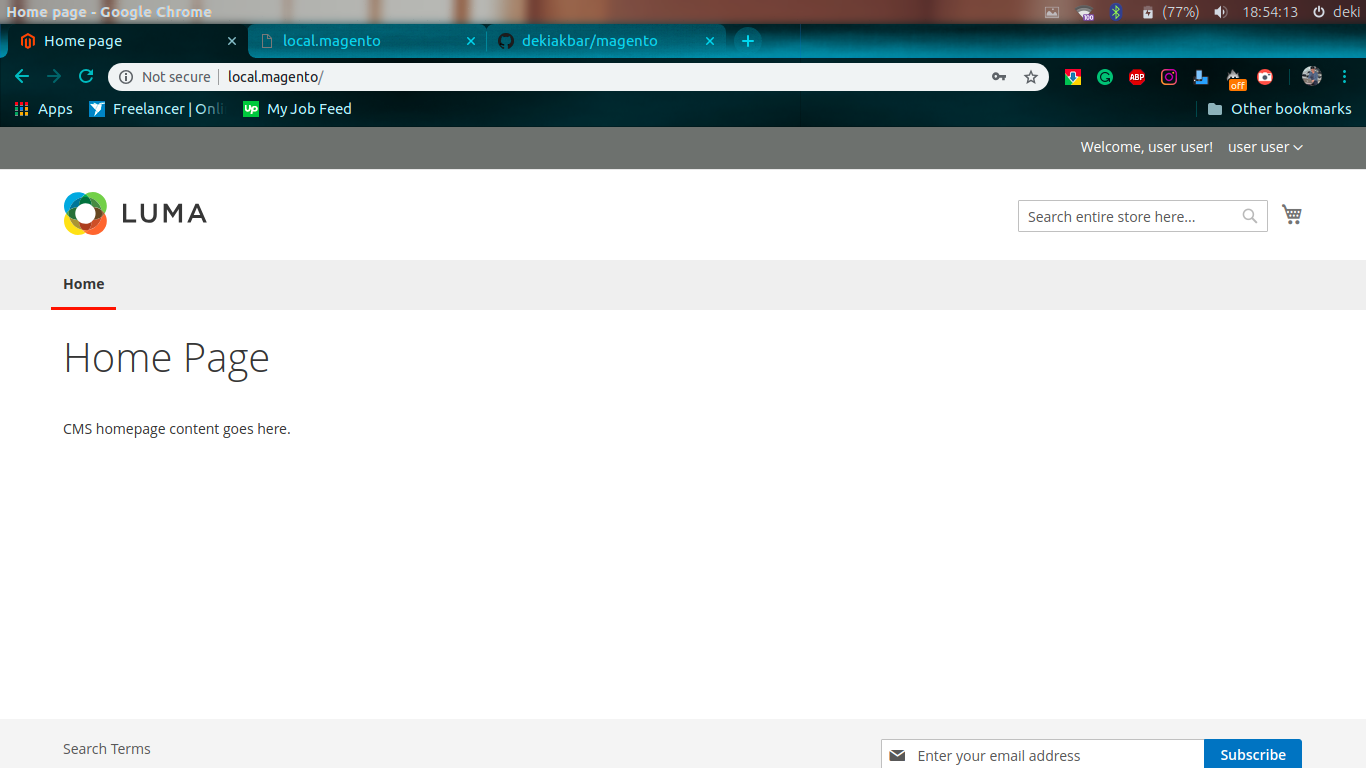 Home page - Google Chrome
100
(77%)
18:54:13
deki
Home page
local.magento
dekiakbar/magento
Not secure
local.magento/
ABP
off
Apps
Freelancer | Onli
up
My Job Feed
Other bookmarks
Welcome, user user!
user user
LUMA
Search entire store here...
Home
Home Page
CMS homepage content goes here.
Search Terms
Enter your email address
Subscribe